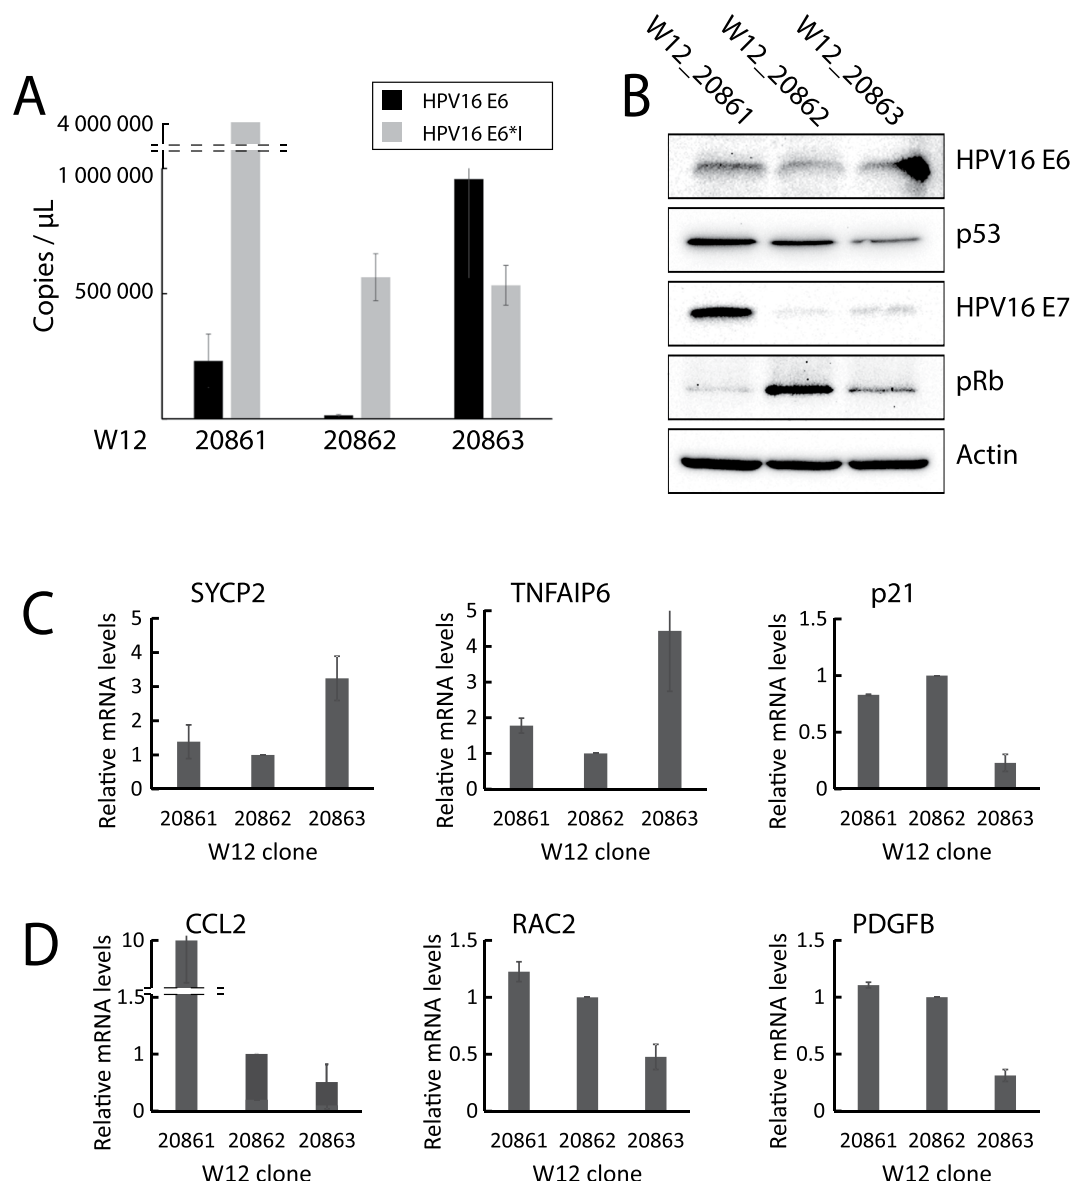 A
HPV16 E6
HPV16 E6*I
4 000 000
1 000 000
500 000
Copies / µL
W12 20861 20862 20863
B
W12_20861
W12_20862
W12_20863
HPV16 E6
p53
HPV16 E7
pRb
Actin
C
SYCP2
Relative mRNA levels
5
4
3
2
1
0
20861 20862 20863
W12 clone
TNFAIP6
Relative mRNA levels
5
4
3
2
1
0
20861 20862 20863
W12 clone
p21
Relative mRNA levels
1.5
1
0.5
0
20861 20862 20863
W12 clone
D
CCL2
Relative mRNA levels
10
1.5
1
0
20861 20862 20863
W12 clone
RAC2
Relative mRNA levels
1.5
1
0.5
0
20861 20862 20863
W12 clone
PDGFB
Relative mRNA levels
1.5
1
0.5
0
20861 20862 20863
W12 clone